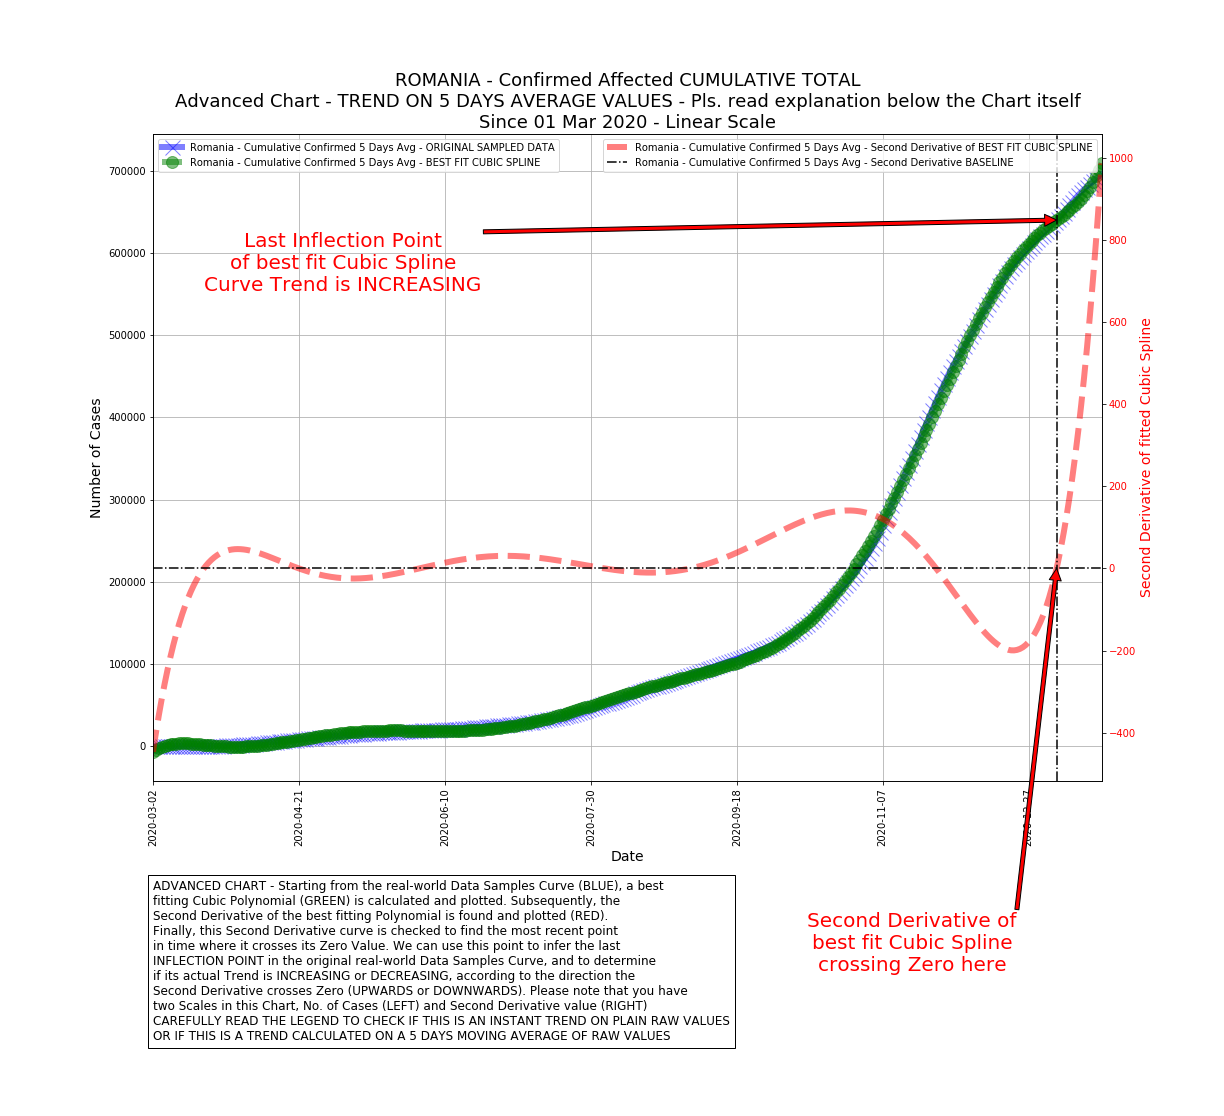 ROMANIA - Confirmed Affected CUMULATIVE TOTAL
Advanced Chart - TREND ON 5 DAYS AVERAGE VALUES - Pls. read explanation below the Chart itself
Since 01 Mar 2020 - Linear Scale
Romania - Cumulative Confirmed 5 Days Avg - ORIGINAL SAMPLED DATA
Romania - Cumulative Confirmed 5 Days Avg - BEST FIT CUBIC SPLINE
Romania - Cumulative Confirmed 5 Days Avg - Second Derivative of BEST FIT CUBIC SPLINE
Romania - Cumulative Confirmed 5 Days Avg - Second Derivative BASELINE
Last Inflection Point
of best fit Cubic Spline
Curve Trend is INCREASING
Number of Cases
700000
600000
500000
400000
300000
200000
100000
0
1000
800
600
400
200
0
−200
−400
Second Derivative of fitted Cubic Spline
2020-03-02
2020-04-21
2020-06-10
2020-07-30
2020-09-18
2020-11-07
2020-12-27
Date
Second Derivative of
best fit Cubic Spline
crossing Zero here
ADVANCED CHART - Starting from the real-world Data Samples Curve (BLUE), a best
fitting Cubic Polynomial (GREEN) is calculated and plotted. Subsequently, the
Second Derivative of the best fitting Polynomial is found and plotted (RED).
Finally, this Second Derivative curve is checked to find the most recent point
in time where it crosses its Zero Value. We can use this point to infer the last
INFLECTION POINT in the original real-world Data Samples Curve, and to determine
if its actual Trend is INCREASING or DECREASING, according to the direction the
Second Derivative crosses Zero (UPWARDS or DOWNWARDS). Please note that you have
two Scales in this Chart, No. of Cases (LEFT) and Second Derivative value (RIGHT)
CAREFULLY READ THE LEGEND TO CHECK IF THIS IS AN INSTANT TREND ON PLAIN RAW VALUES
OR IF THIS IS A TREND CALCULATED ON A 5 DAYS MOVING AVERAGE OF RAW VALUES